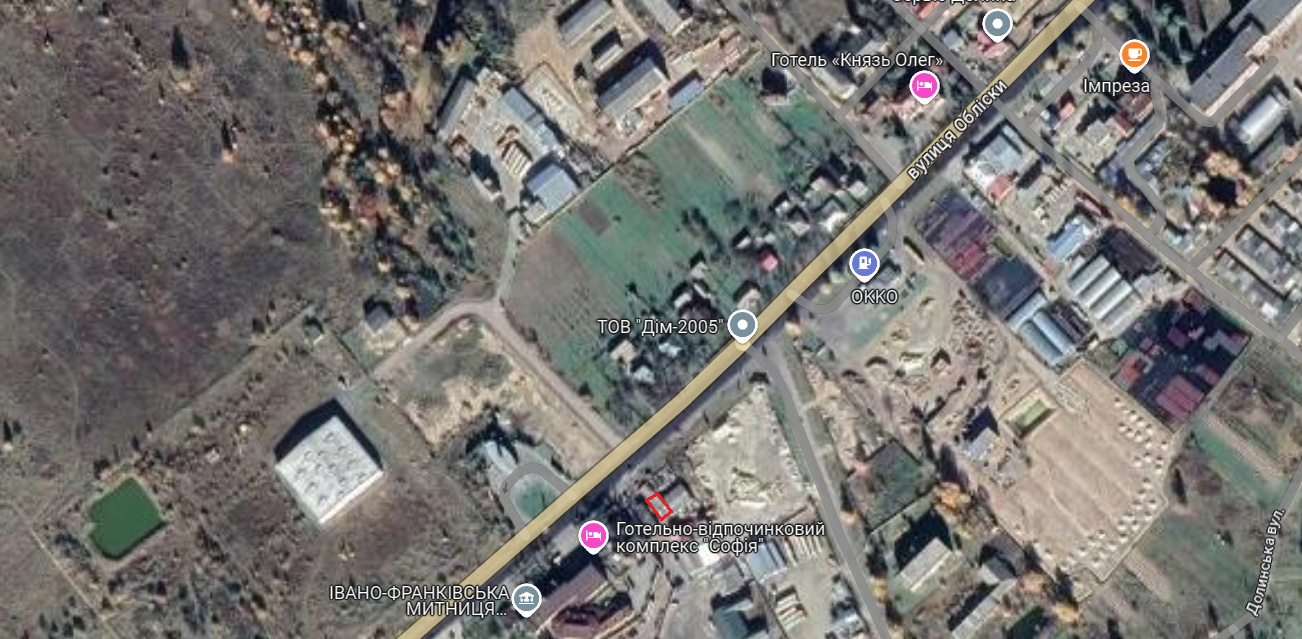 Готель «Князь Олег»
Імпреза
вулиця Обліски
ОККО
ТОВ "Дім-2005"
Готельно-відпочинковий
комплекс "Софія"
ІВАНО-ФРАНКІВСЬКА
МИТНИЦЯ...
Долинська вул.